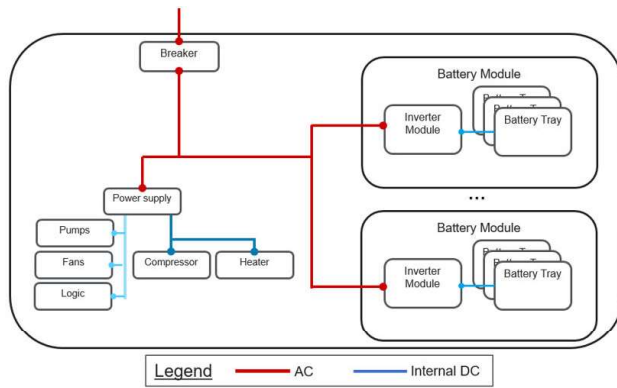 Breaker
Battery Module
Inverter
Module
Battery Tray
Power supply
Pumps
Fans
Logic
Compressor
Heater
...
Battery Module
Inverter
Module
Battery Tray
Legend
AC
Internal DC